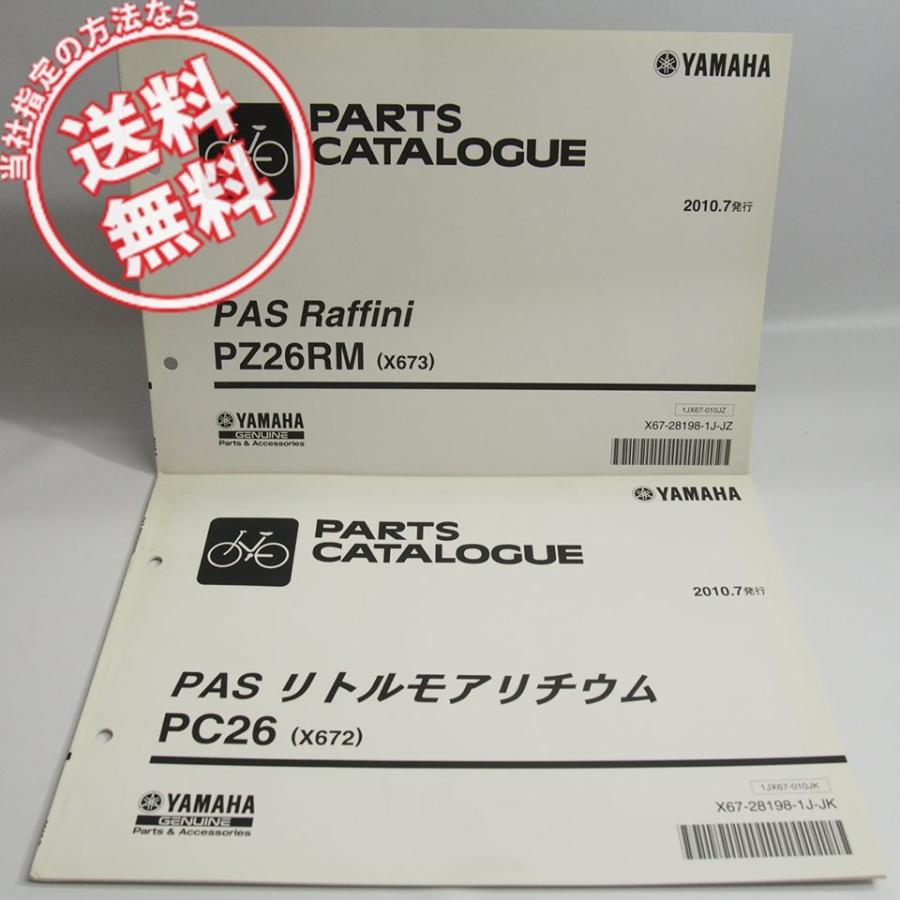 当社指定の方法なら
送料
無料
YAMAHA
PARTS
CATALOGUE
2010.7発行
PAS Raffini
PZ26RM (X673)
YAMAHA
GENUINE
Parts & Accessories
1JX67-010JZ
X67-28198-1J-JZ
YAMAHA
PARTS
CATALOGUE
2010.7発行
PAS リトルモアリチウム
PC26 (X672)
YAMAHA
GENUINE
Parts & Accessories
1JX67-010JK
X67-28198-1J-JK